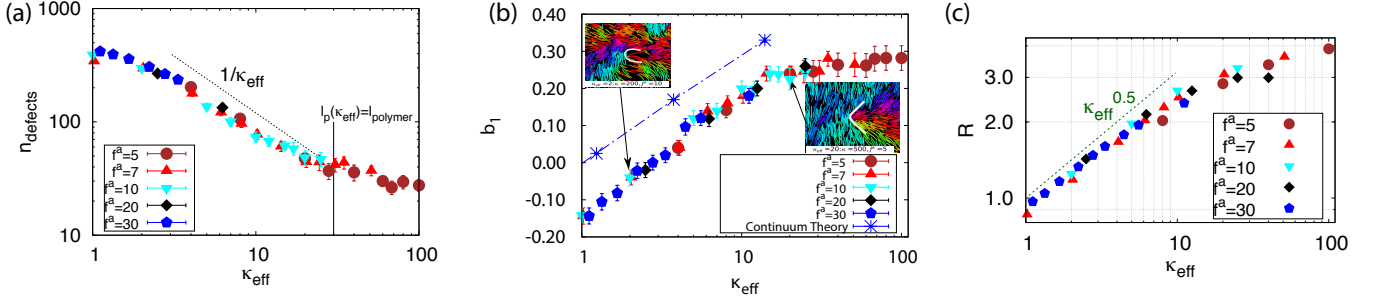 (a)
1000
100
10
n_defects
1/κ_eff
l_p(κ_eff)=l_polymer
f^a=5
f^a=7
f^a=10
f^a=20
f^a=30
1 10 100
κ_eff
(b)
0.40
0.30
0.20
0.10
0.00
-0.10
-0.20
b_1
f^a=5
f^a=7
f^a=10
f^a=20
f^a=30
Continuum Theory
1 10 100
κ_eff
(c)
3.0
2.0
1.0
R
κ_eff^0.5
f^a=5
f^a=7
f^a=10
f^a=20
f^a=30
1 10 100
κ_eff